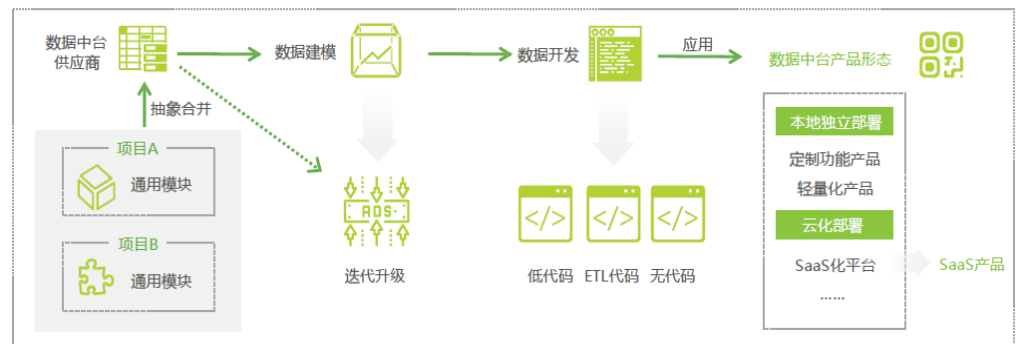 数据中台
供应商
数据建模
数据开发
应用
数据中台产品形态
抽象合并
项目A
通用模块
项目B
通用模块
ADS
迭代升级
</>
</>
</>
低代码
ETL代码
无代码
本地独立部署
定制功能产品
轻量化产品
云化部署
SaaS化平台
......
SaaS产品